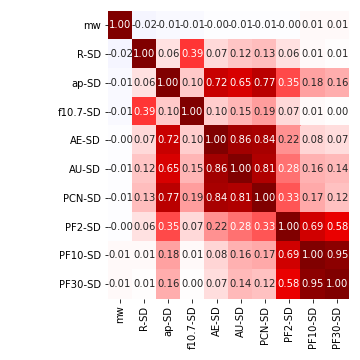 mw 1.00 -0.02 -0.01 -0.01 -0.00 -0.01 -0.01 -0.00 0.01 0.01
R-SD -0.02 1.00 0.06 0.39 0.07 0.12 0.13 0.06 0.01 0.01
ap-SD -0.01 0.06 1.00 0.10 0.72 0.65 0.77 0.35 0.18 0.16
f10.7-SD -0.01 0.39 0.10 1.00 0.10 0.15 0.19 0.07 0.01 0.00
AE-SD -0.00 0.07 0.72 0.10 1.00 0.86 0.84 0.22 0.08 0.07
AU-SD -0.01 0.12 0.65 0.15 0.86 1.00 0.81 0.28 0.16 0.14
PCN-SD -0.01 0.13 0.77 0.19 0.84 0.81 1.00 0.33 0.17 0.12
PF2-SD -0.00 0.06 0.35 0.07 0.22 0.28 0.33 1.00 0.69 0.58
PF10-SD 0.01 0.01 0.18 0.01 0.08 0.16 0.17 0.69 1.00 0.95
PF30-SD 0.01 0.01 0.16 0.00 0.07 0.14 0.12 0.58 0.95 1.00
mw R-SD ap-SD f10.7-SD AE-SD AU-SD PCN-SD PF2-SD PF10-SD PF30-SD